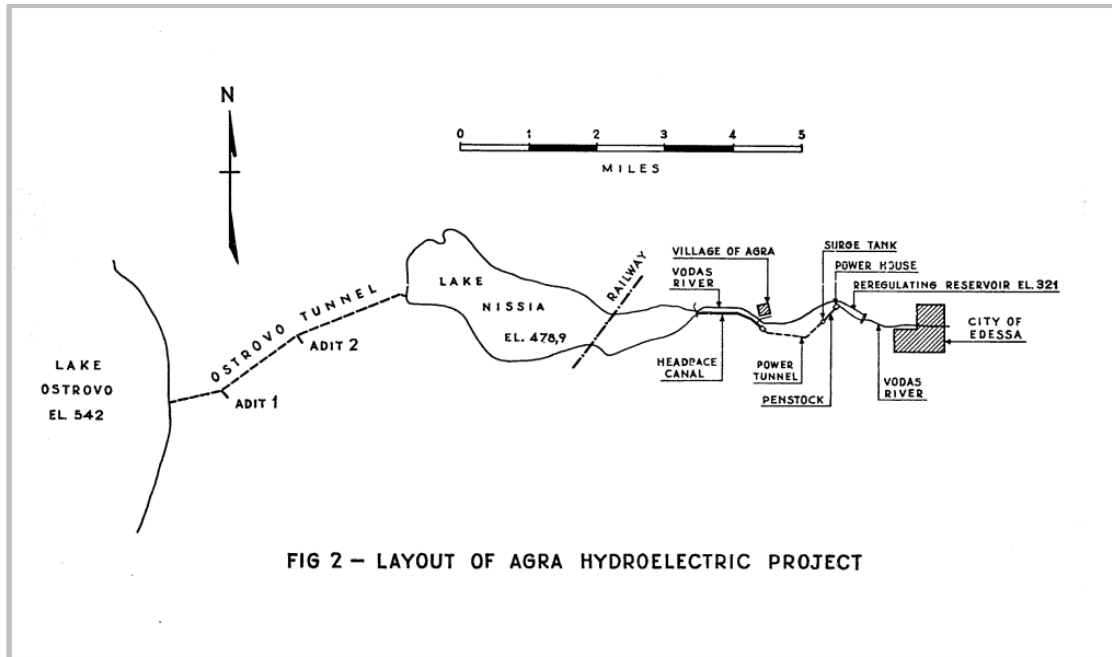 N
0 1 2 3 4 5
MILES
VILLAGE OF AGRA
VODAS
RIVER
SURGE TANK
POWER HOUSE
REREGULATING RESERVOIR EL. 321
CITY OF
EDESSA
RAILWAY
LAKE
NISSIA
EL. 478,9
OSTROVO TUNNEL
ADIT 2
ADIT 1
LAKE
OSTROVO
EL. 542
HEADRACE
CANAL
POWER
TUNNEL
PENSTOCK
VODAS
RIVER
FIG 2 – LAYOUT OF AGRA HYDROELECTRIC PROJECT